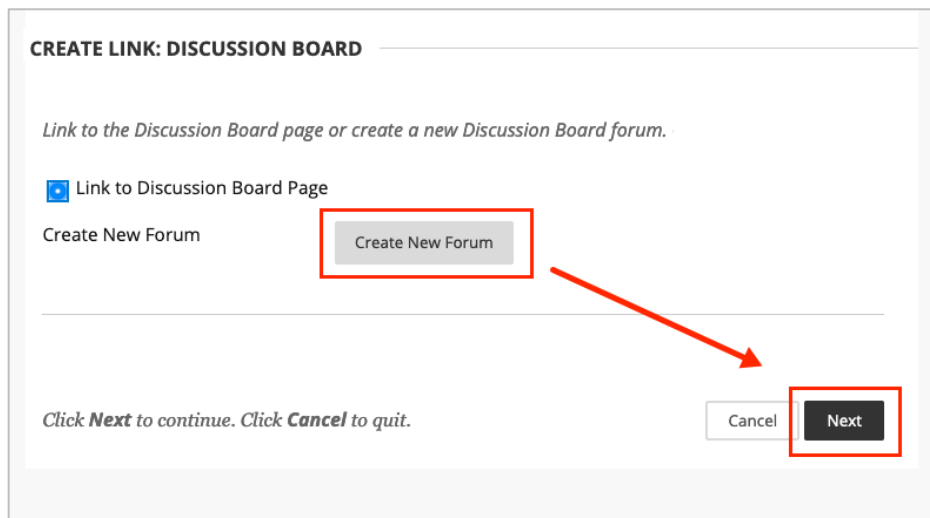 CREATE LINK: DISCUSSION BOARD
Link to the Discussion Board page or create a new Discussion Board forum.
Link to Discussion Board Page
Create New Forum
Create New Forum
Click Next to continue. Click Cancel to quit.
Cancel
Next